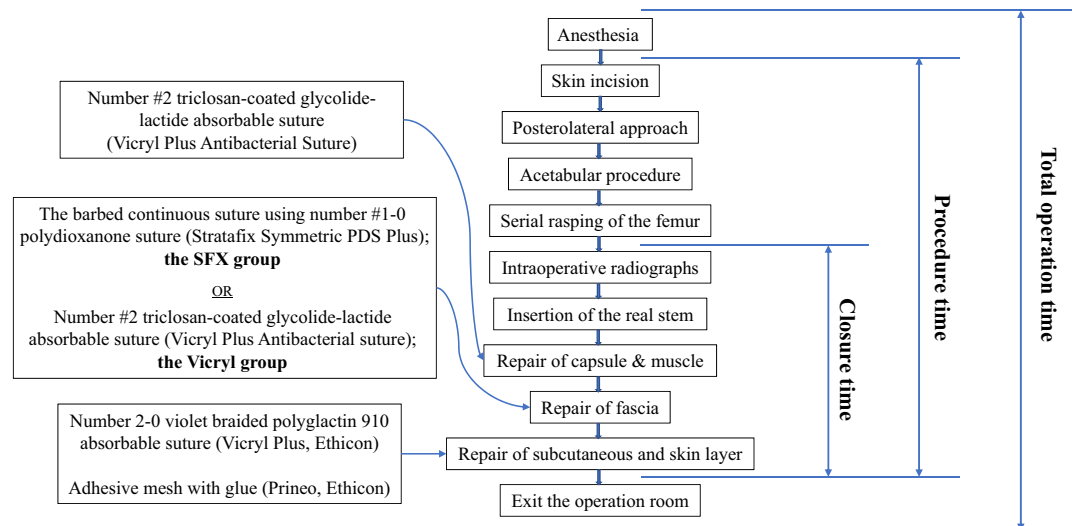 Anesthesia
Skin incision
Posterolateral approach
Acetabular procedure
Serial rasping of the femur
Intraoperative radiographs
Insertion of the real stem
Repair of capsule & muscle
Repair of fascia
Repair of subcutaneous and skin layer
Exit the operation room
Number #2 triclosan-coated glycolide-
lactide absorbable suture
(Vicryl Plus Antibacterial Suture)
The barbed continuous suture using number #1-0
polydioxanone suture (Stratafix Symmetric PDS Plus);
the SFX group
OR
Number #2 triclosan-coated glycolide-lactide
absorbable suture (Vicryl Plus Antibacterial suture);
the Vicryl group
Number 2-0 violet braided polyglactin 910
absorbable suture (Vicryl Plus, Ethicon)
Adhesive mesh with glue (Prineo, Ethicon)
Closure time
Procedure time
Total operation time